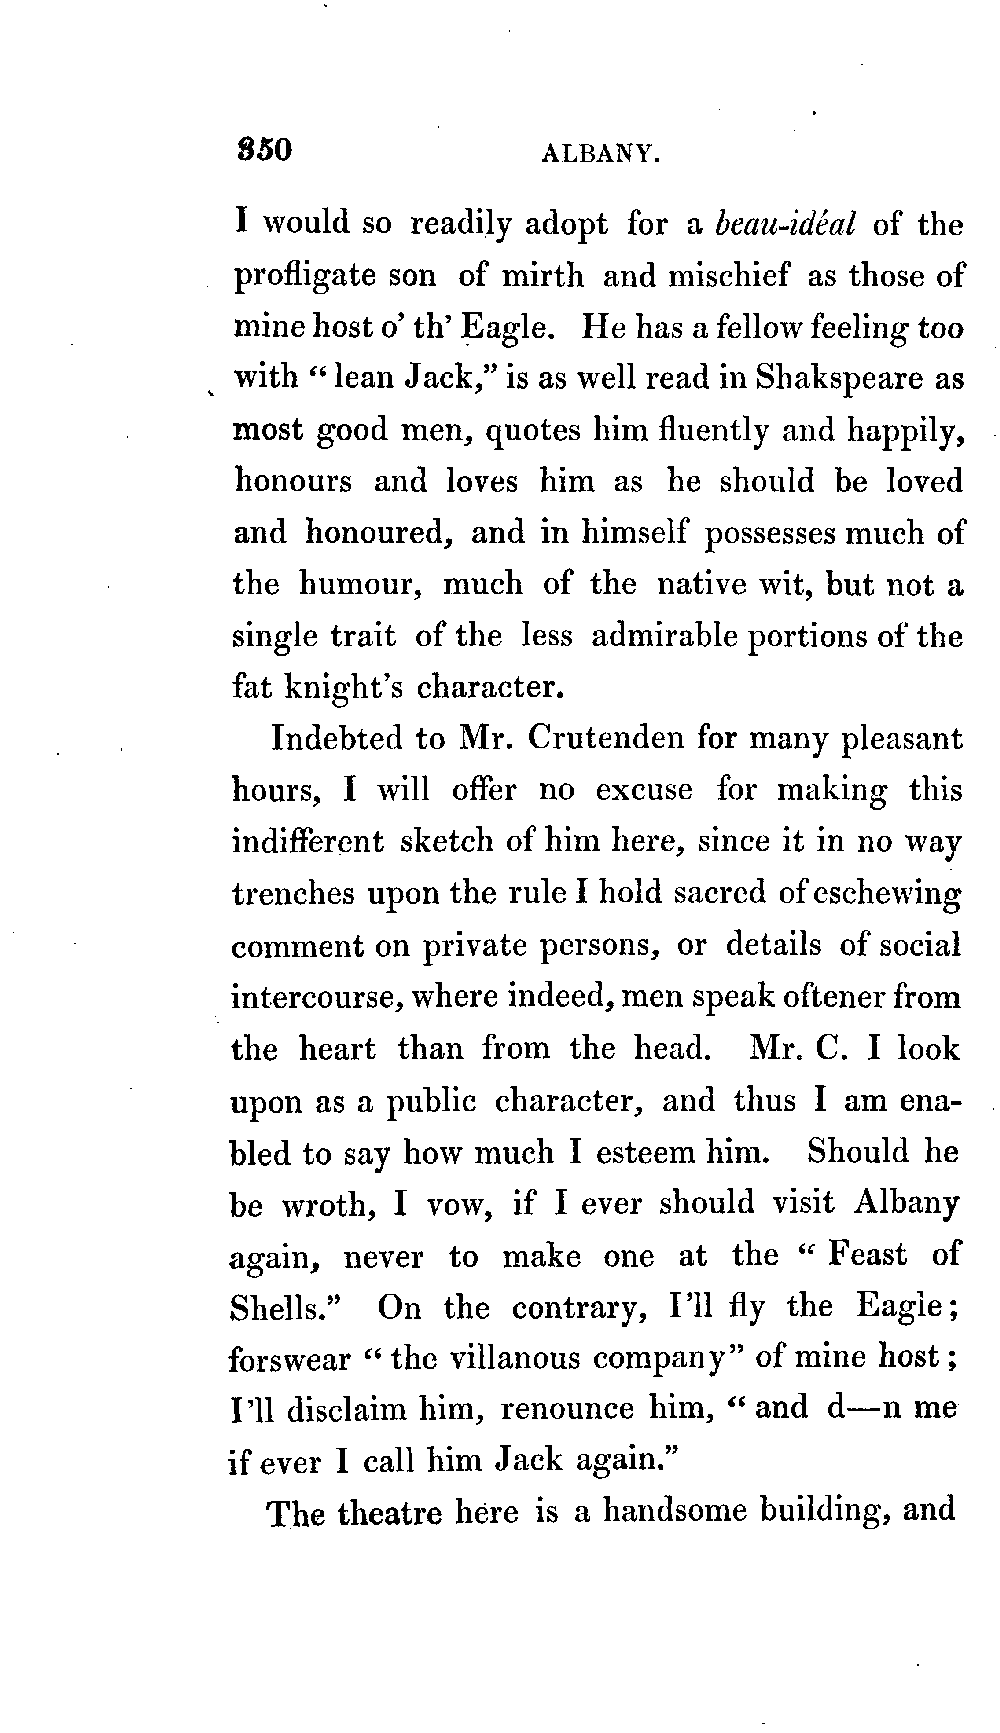 350 ALBANY.
I would so readily adopt for a beau-idéal of the
profligate son of mirth and mischief as those of
mine host o' th' Eagle. He has a fellow feeling too
with “ lean Jack,” is as well read in Shakspeare as
most good men, quotes him fluently and happily,
honours and loves him as he should be loved
and honoured, and in himself possesses much of
the humour, much of the native wit, but not a
single trait of the less admirable portions of the
fat knight's character.
Indebted to Mr. Crutenden for many pleasant
hours, I will offer no excuse for making this
indifferent sketch of him here, since it in no way
trenches upon the rule I hold sacred of eschewing
comment on private persons, or details of social
intercourse, where indeed, men speak oftener from
the heart than from the head. Mr. C. I look
upon as a public character, and thus I am ena-
bled to say how much I esteem him. Should he
be wroth, I vow, if I ever should visit Albany
again, never to make one at the “ Feast of
Shells.” On the contrary, I'll fly the Eagle;
forswear “ the villanous company” of mine host ;
I'll disclaim him, renounce him, “ and d—n me
if ever I call him Jack again.”
The theatre here is a handsome building, and